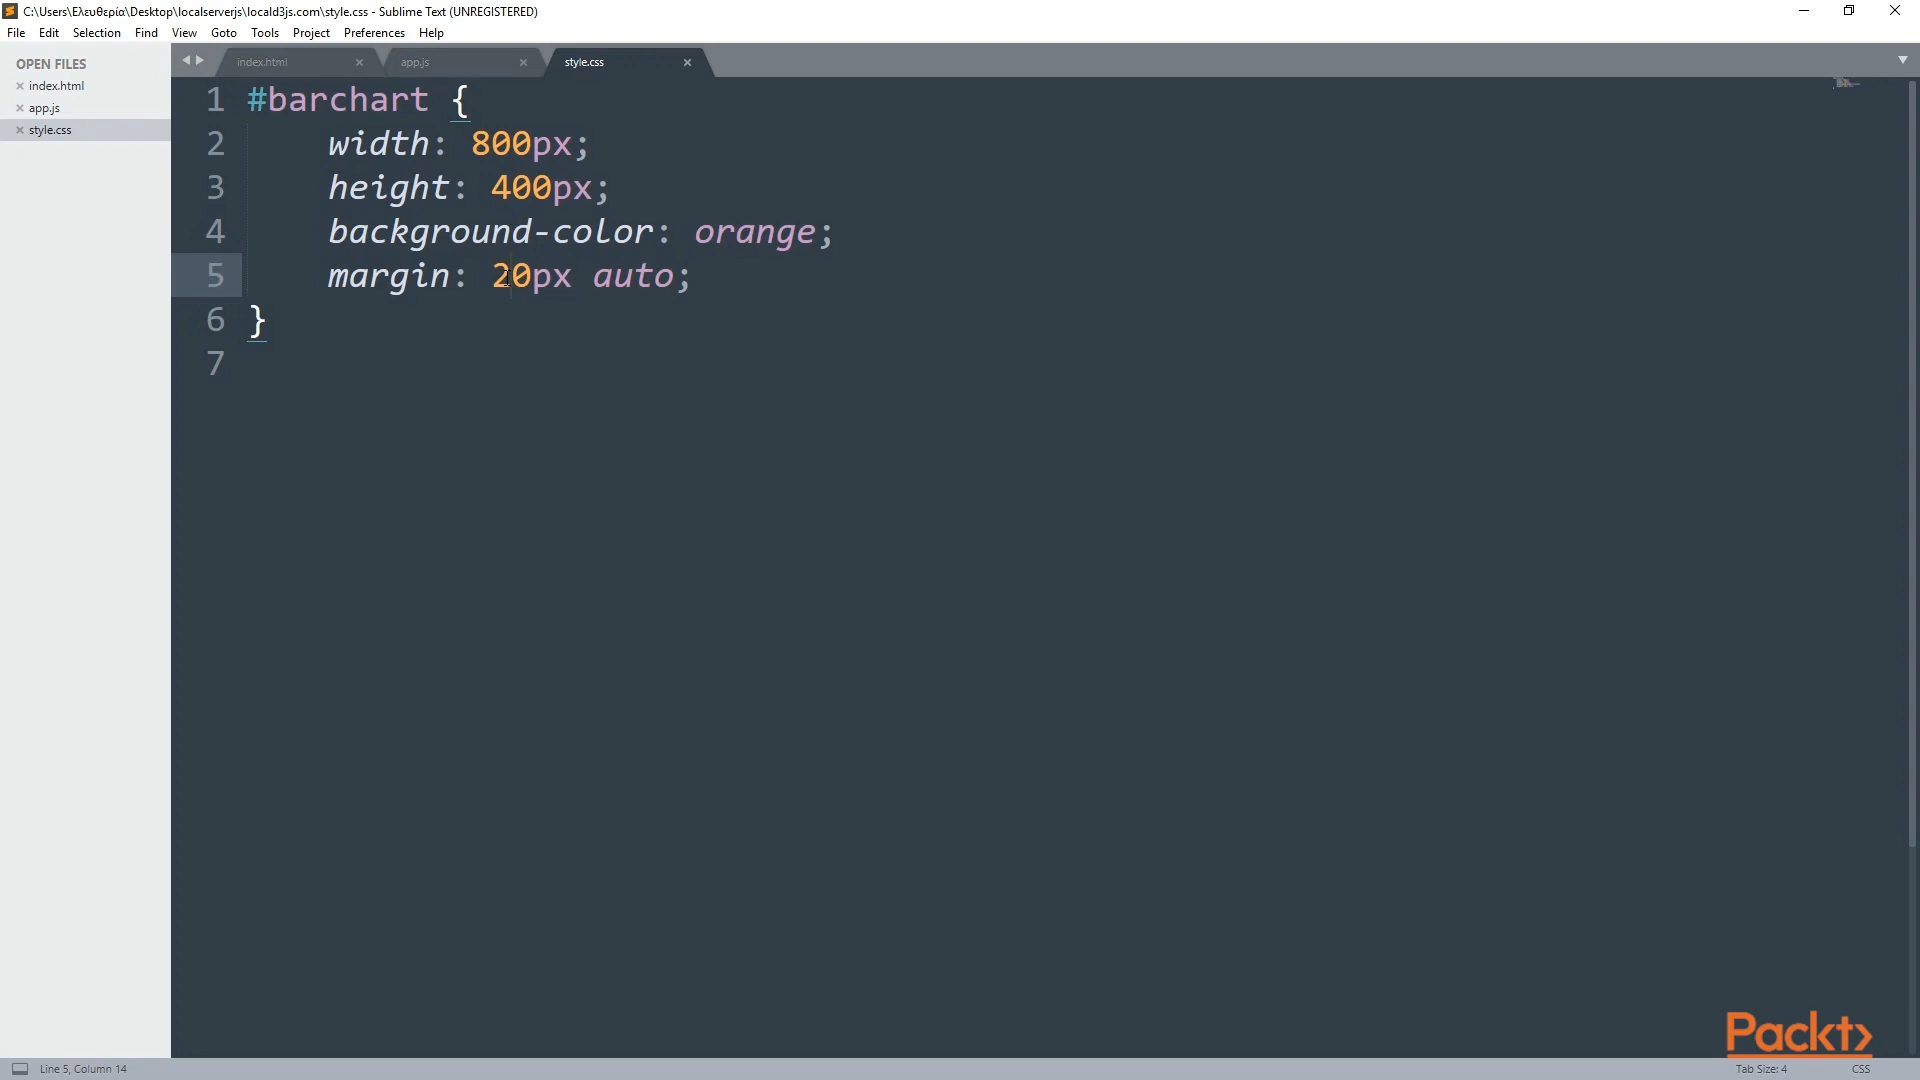 C:\Users\Ελευθερία\Desktop\localserverjs\locald3js.com\style.css - Sublime Text (UNREGISTERED)
File Edit Selection Find View Goto Tools Project Preferences Help
OPEN FILES
index.html
app.js
style.css
index.html app.js style.css
1 #barchart {
2 width: 800px;
3 height: 400px;
4 background-color: orange;
5 margin: 20px auto;
6 }
7
Packt>
Line 5, Column 14 Tab Size: 4 CSS